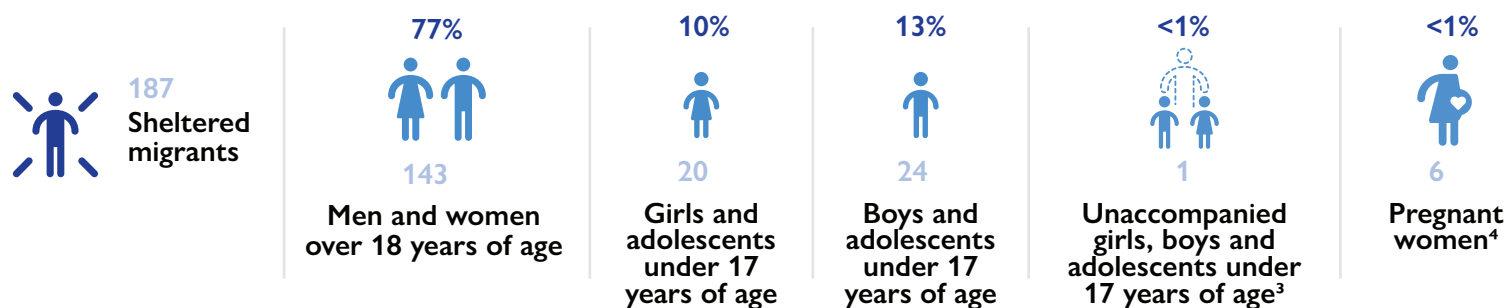 187
Sheltered
migrants
77%
143
Men and women
over 18 years of age
10%
20
Girls and
adolescents
under 17
years of age
13%
24
Boys and
adolescents
under 17
years of age
<1%
1
Unaccompanied
girls, boys and
adolescents under
17 years of age³
<1%
6
Pregnant
women⁴